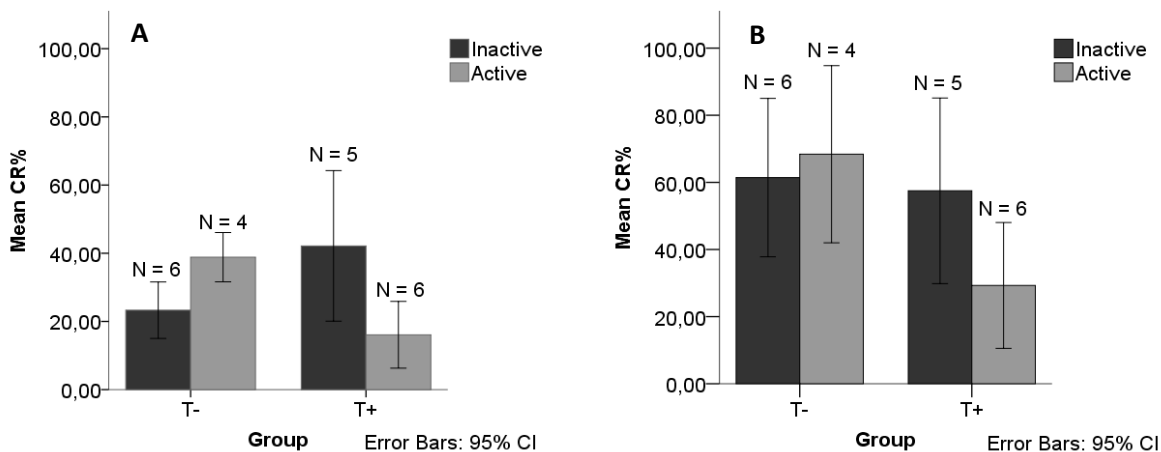 A
Inactive
Active
100,00
80,00
60,00
40,00
20,00
0,00
Mean CR%
N = 6
N = 4
N = 5
N = 6
T-
T+
Group
Error Bars: 95% CI
B
Inactive
Active
100,00
80,00
60,00
40,00
20,00
0,00
Mean CR%
N = 6
N = 4
N = 5
N = 6
T-
T+
Group
Error Bars: 95% CI